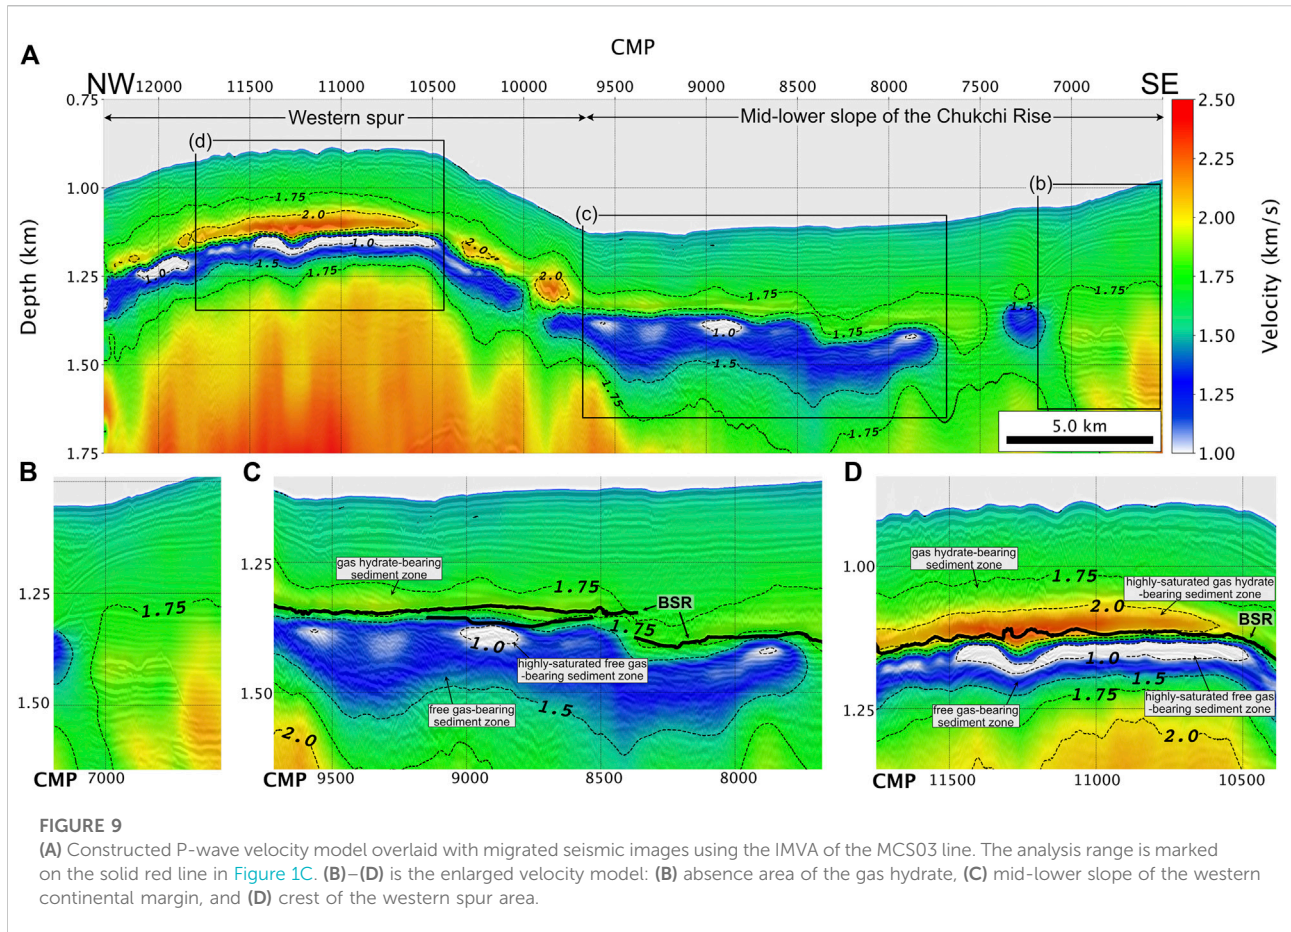 CMP
A
NW 12000 11500 11000 10500 10000 9500 9000 8500 8000 7500 7000 SE
0.75
Western spur
Mid-lower slope of the Chukchi Rise
2.50
(d)
(b)
(c)
1.00
1.75
2.25
2.0
1.0
1.5
1.75
2.0
2.0
1.0
2.00
1.25
1.75
1.5
1.75
1.75
1.0
1.5
1.50
1.50
1.75
1.75
1.25
5.0 km
1.75
1.00
Depth (km)
Velocity (km/s)
B
1.25
1.75
1.50
CMP
7000
C
1.25
gas hydrate-bearing
sediment zone
1.75
BSR
1.75
1.0
highly-saturated free gas
-bearing sediment zone
1.50
free gas-bearing
sediment zone
1.5
2.0
CMP
9500 9000 8500 8000
D
1.00
gas hydrate-bearing
sediment zone
1.75
highly-saturated gas hydrate
-bearing sediment zone
2.0
BSR
1.0
1.5
1.75
free gas-bearing
sediment zone
highly-saturated free gas
-bearing sediment zone
1.25
2.0
CMP
11500 11000 10500
FIGURE 9
(A) Constructed P-wave velocity model overlaid with migrated seismic images using the IMVA of the MCS03 line. The analysis range is marked
on the solid red line in Figure 1C. (B)–(D) is the enlarged velocity model: (B) absence area of the gas hydrate, (C) mid-lower slope of the western
continental margin, and (D) crest of the western spur area.